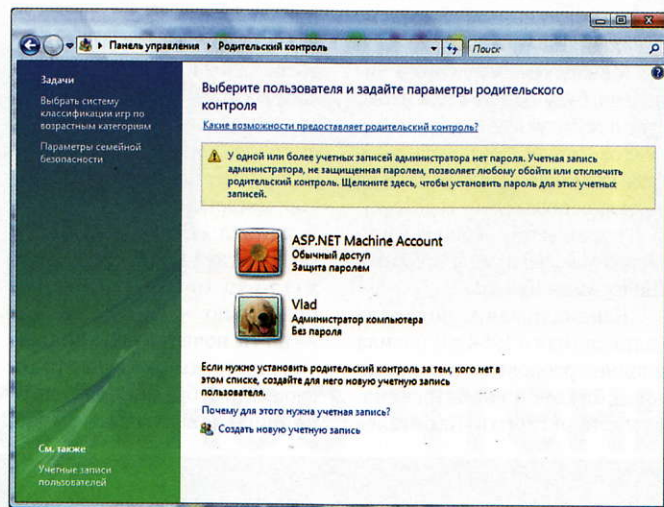 Панель управления ▸ Родительский контроль
Поиск
Задачи
Выбрать систему
классификации игр по
возрастным категориям
Параметры семейной
безопасности
Выберите пользователя и задайте параметры родительского
контроля
Какие возможности предоставляет родительский контроль?
У одной или более учетных записей администратора нет пароля. Учетная запись
администратора, не защищенная паролем, позволяет любому обойти или отключить
родительский контроль. Щелкните здесь, чтобы установить пароль для этих учетных
записей.
ASP.NET Machine Account
Обычный доступ
Защита паролем
Vlad
Администратор компьютера
Без пароля
Если нужно установить родительский контроль за тем, кого нет в
этом списке, создайте для него новую учетную запись
пользователя.
Почему для этого нужна учетная запись?
Создать новую учетную запись
См. также
Учетные записи
пользователей